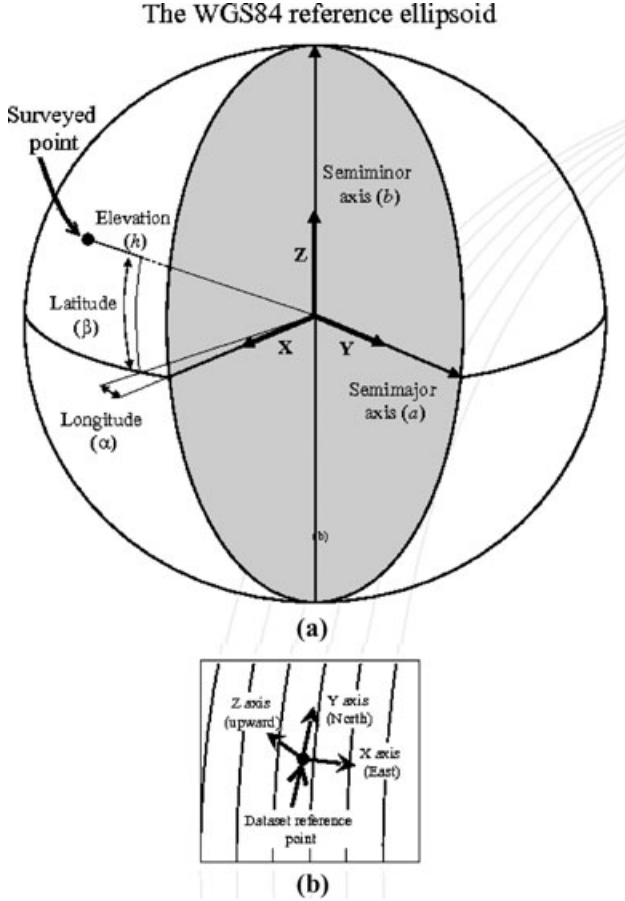 The WGS84 reference ellipsoid
Surveyed
point
Semiminor
axis (b)
Elevation
(h)
Z
Latitude
(β)
X
Y
Semimajor
axis (a)
Longitude
(α)
(b)
(a)
Z axis
(upward)
Y axis
(North)
X axis
(East)
Dataset reference
point
(b)